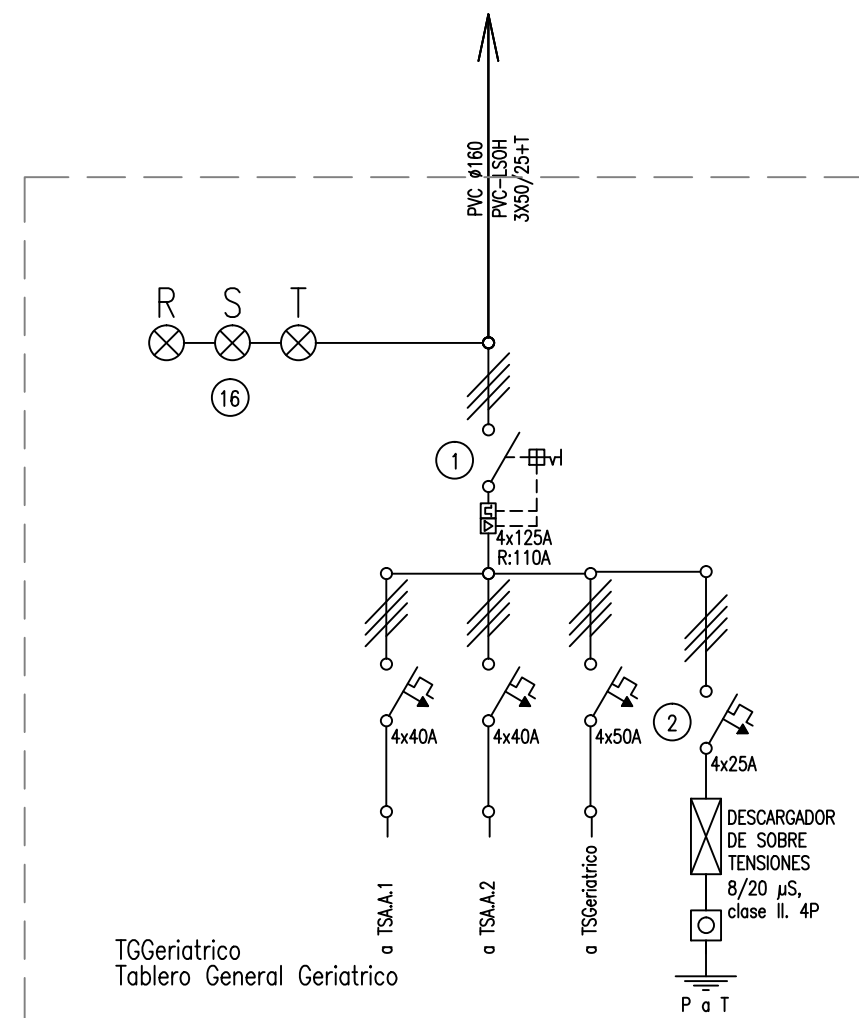 PVC ø160
PVC-LSOH
3X50/25+T
R S T
16
1
4x125A
R:110A
4x40A
4x40A
4x50A
2
4x25A
DESCARGADOR
DE SOBRE
TENSIONES
8/20 µS,
clase II. 4P
a TSA.A.1
a TSA.A.2
a TSGeriatrico
TGGeriatrico
Tablero General Geriatrico
P a T